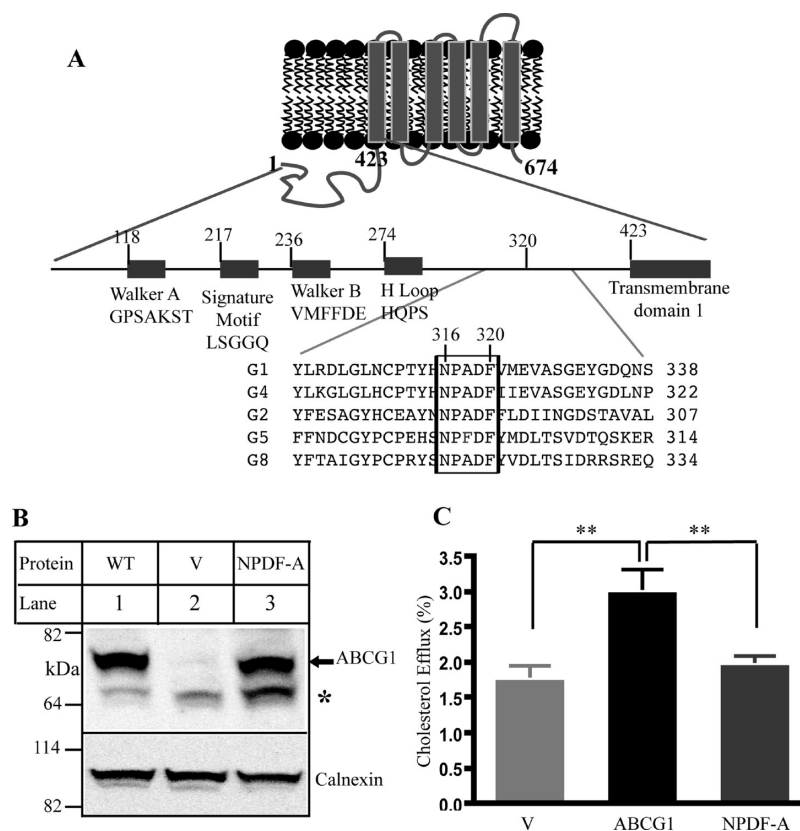 A
1
423
674
118
217
236
274
320
423
Walker A
GPSAKST
Signature
Motif
LSGGQ
Walker B
VMFFDE
H Loop
HQPS
Transmembrane
domain 1
316 320
G1 YLRDLGLNCPTYHNPADFVMEVASGEYGDQNS 338
G4 YLKGLGLHCPTYHNPADFIIEVASGEYGDLNP 322
G2 YFESAGYHCEAYNNPADFFLDIINGDSTAVAL 307
G5 FFNDCGYPCPEHSNPFDFYMDLTSVDTQSKER 314
G8 YFTAIGYPCPRYSNPADFYVDLTSIDRRSREQ 334
B
Protein WT V NPDF-A
Lane 1 2 3
82
kDa
64
ABCG1
*
114
82
Calnexin
C
** **
Cholesterol Efflux (%)
3.5
3.0
2.5
2.0
1.5
1.0
0.5
0.0
V ABCG1 NPDF-A